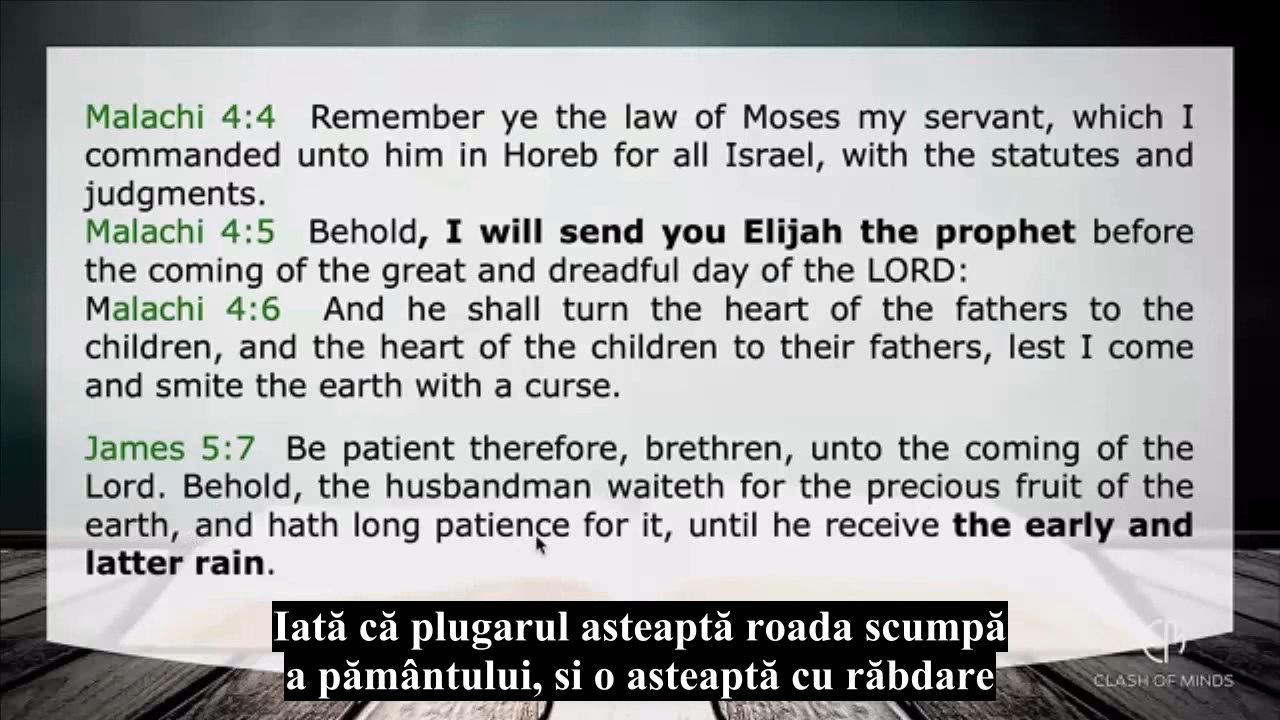 Malachi 4:4 Remember ye the law of Moses my servant, which I
commanded unto him in Horeb for all Israel, with the statutes and
judgments.
Malachi 4:5 Behold, I will send you Elijah the prophet before
the coming of the great and dreadful day of the LORD:
Malachi 4:6 And he shall turn the heart of the fathers to the
children, and the heart of the children to their fathers, lest I come
and smite the earth with a curse.
James 5:7 Be patient therefore, brethren, unto the coming of the
Lord. Behold, the husbandman waiteth for the precious fruit of the
earth, and hath long patience for it, until he receive the early and
latter rain.
Iată că plugarul asteaptă roada scumpă
a pământului, si o asteaptă cu răbdare
CLASH OF MINDS